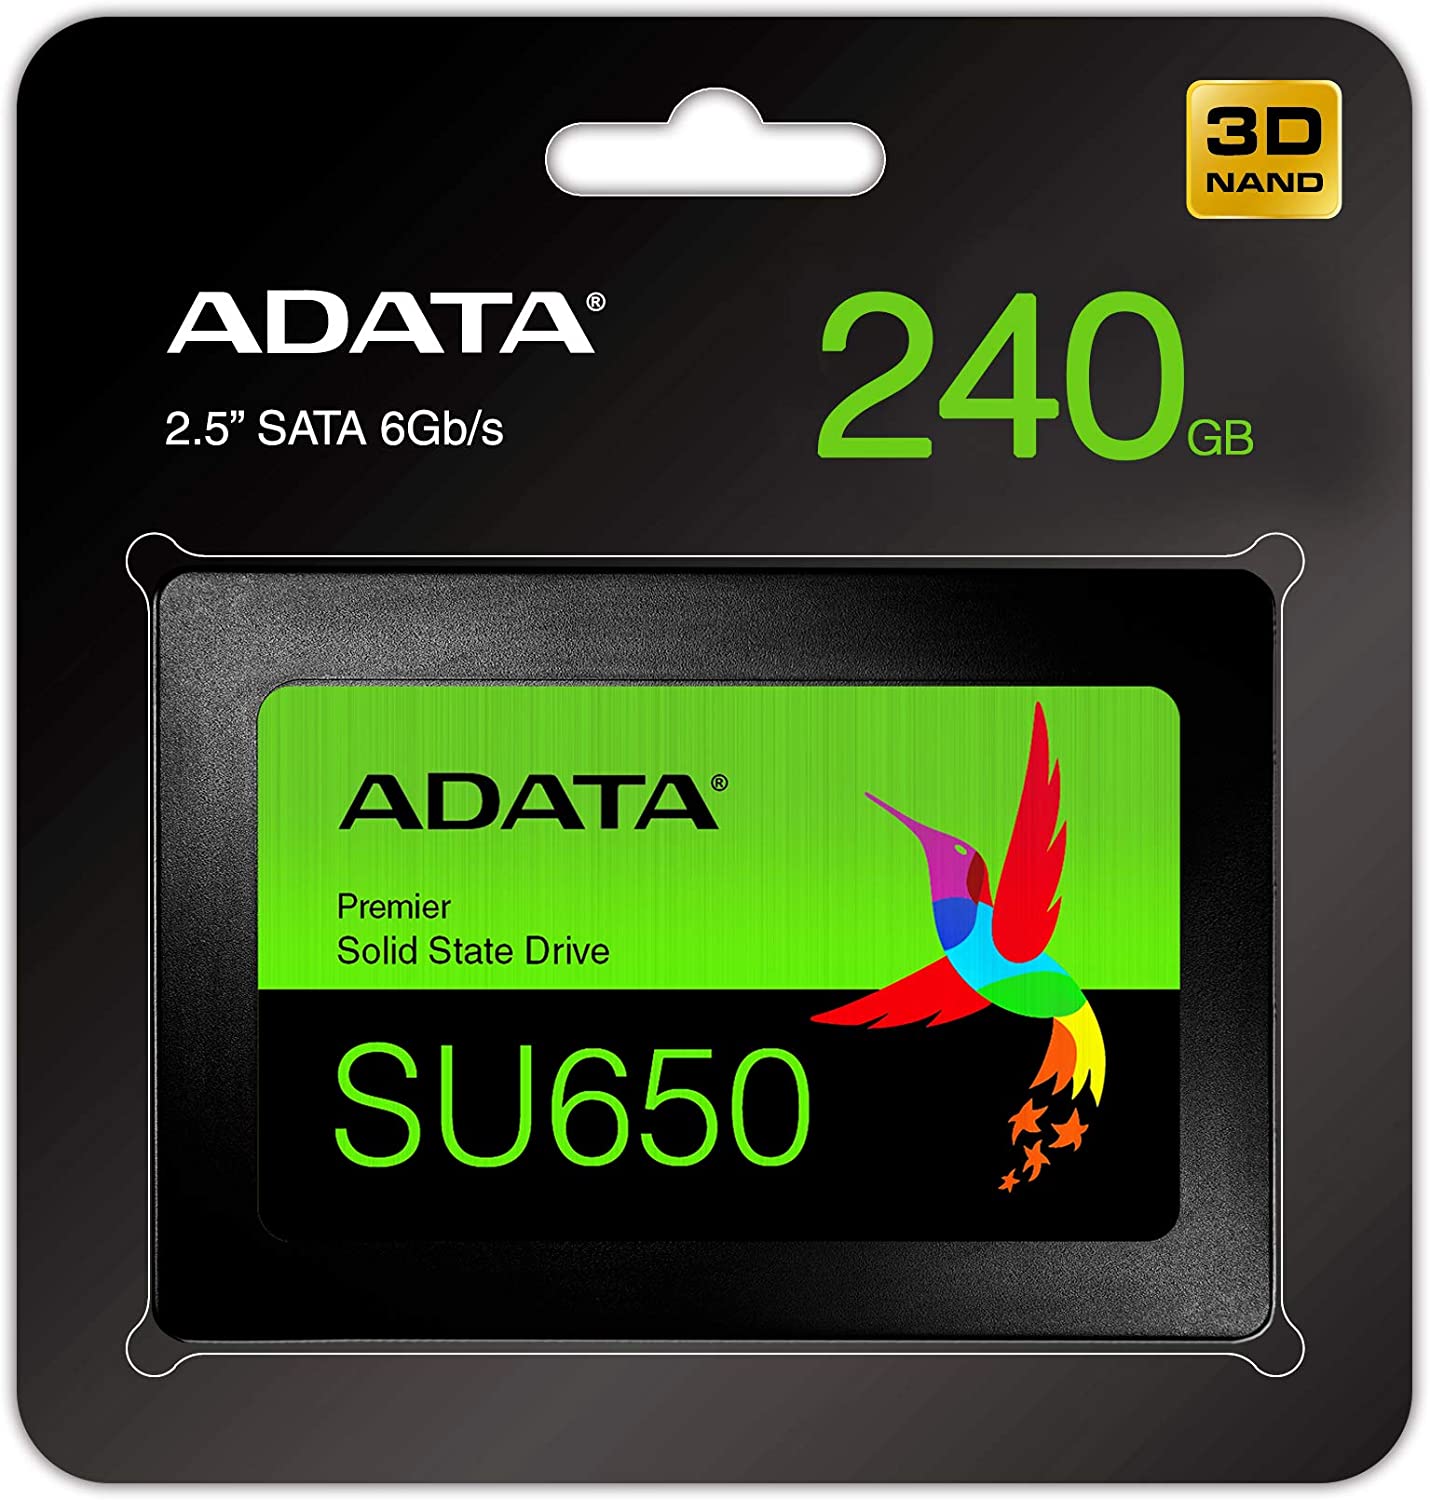 3D
NAND
ADATA®
240GB
2.5” SATA 6Gb/s
ADATA®
Premier
Solid State Drive
SU650